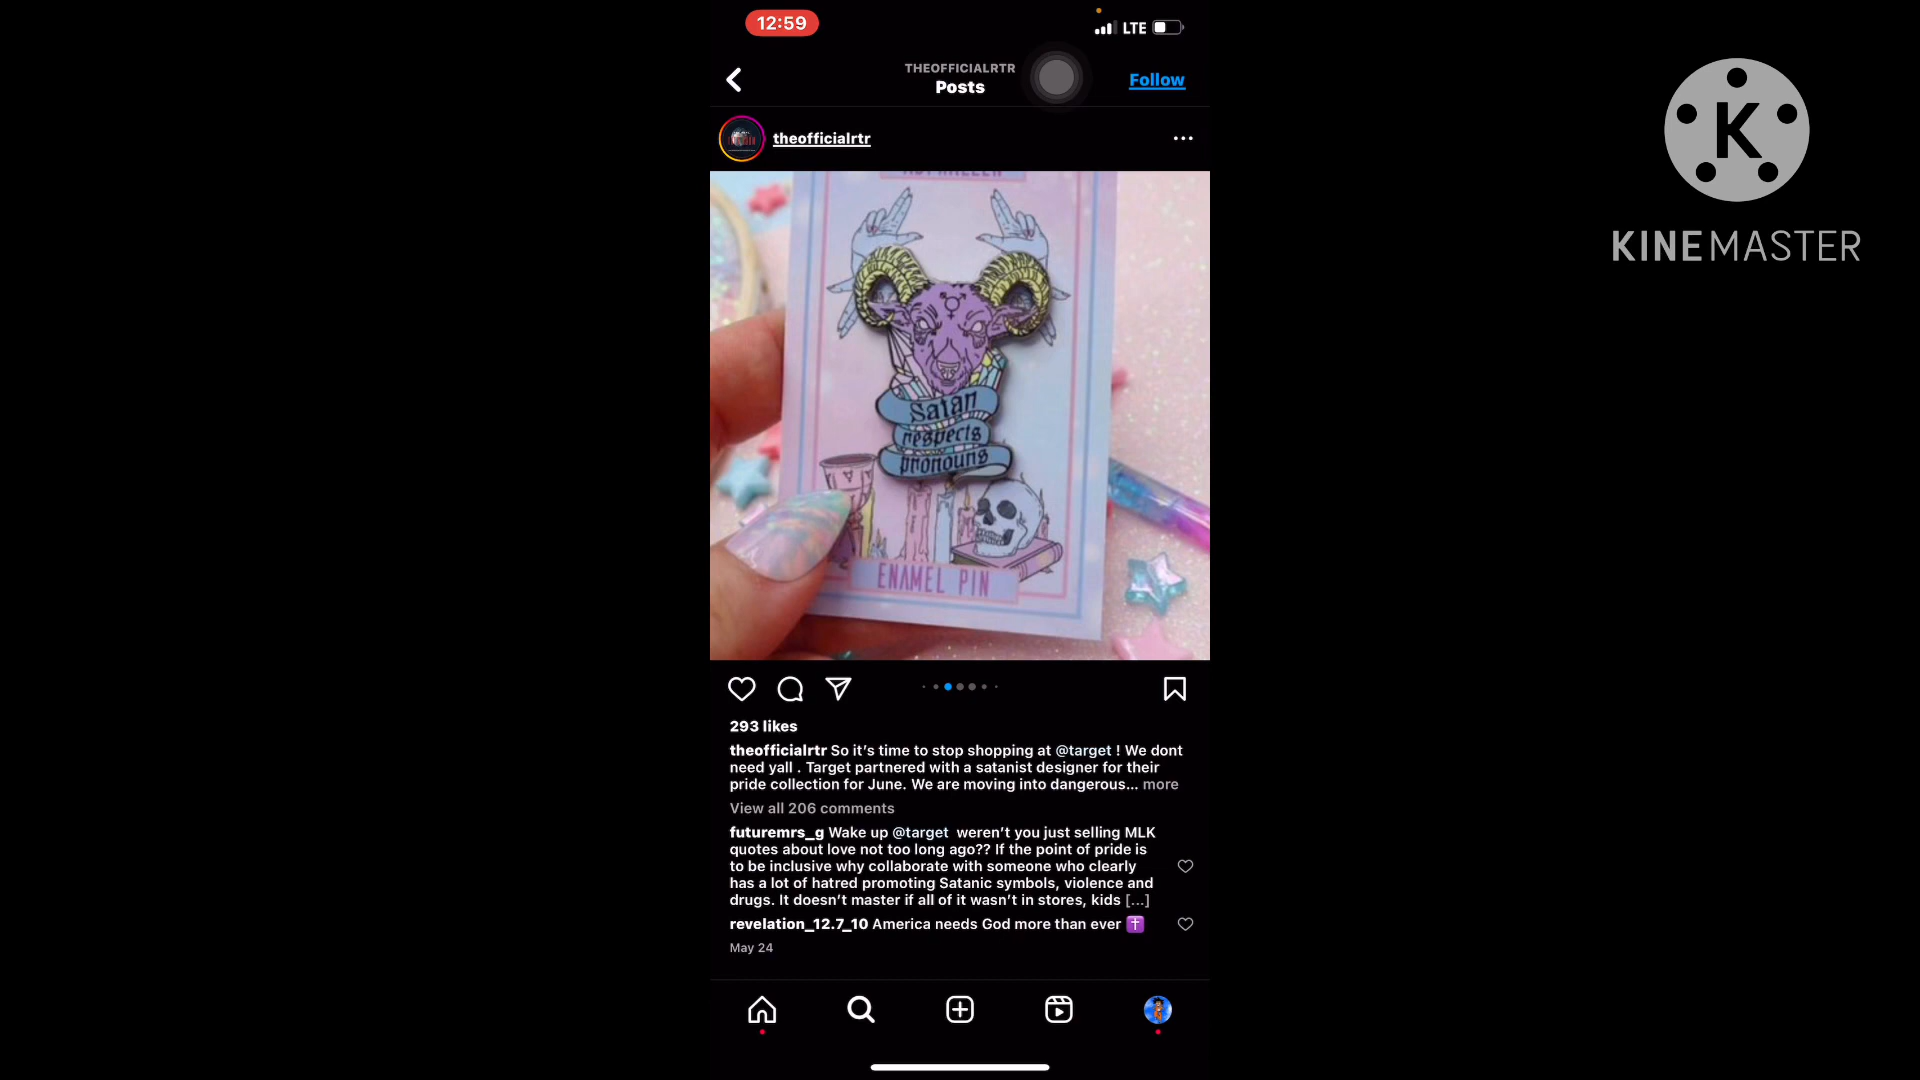 12:59
LTE
THEOFFICIALRTR
Posts
Follow
theofficialrtr
Satan
respects
pronouns
ENAMEL PIN
293 likes
theofficialrtr So it’s time to stop shopping at @target ! We dont
need yall . Target partnered with a satanist designer for their
pride collection for June. We are moving into dangerous... more
View all 206 comments
futuremrs_g Wake up @target weren’t you just selling MLK
quotes about love not too long ago?? If the point of pride is
to be inclusive why collaborate with someone who clearly
has a lot of hatred promoting Satanic symbols, violence and
drugs. It doesn’t master if all of it wasn’t in stores, kids [...]
revelation_12.7_10 America needs God more than ever ✝️
May 24
K
KINEMASTER